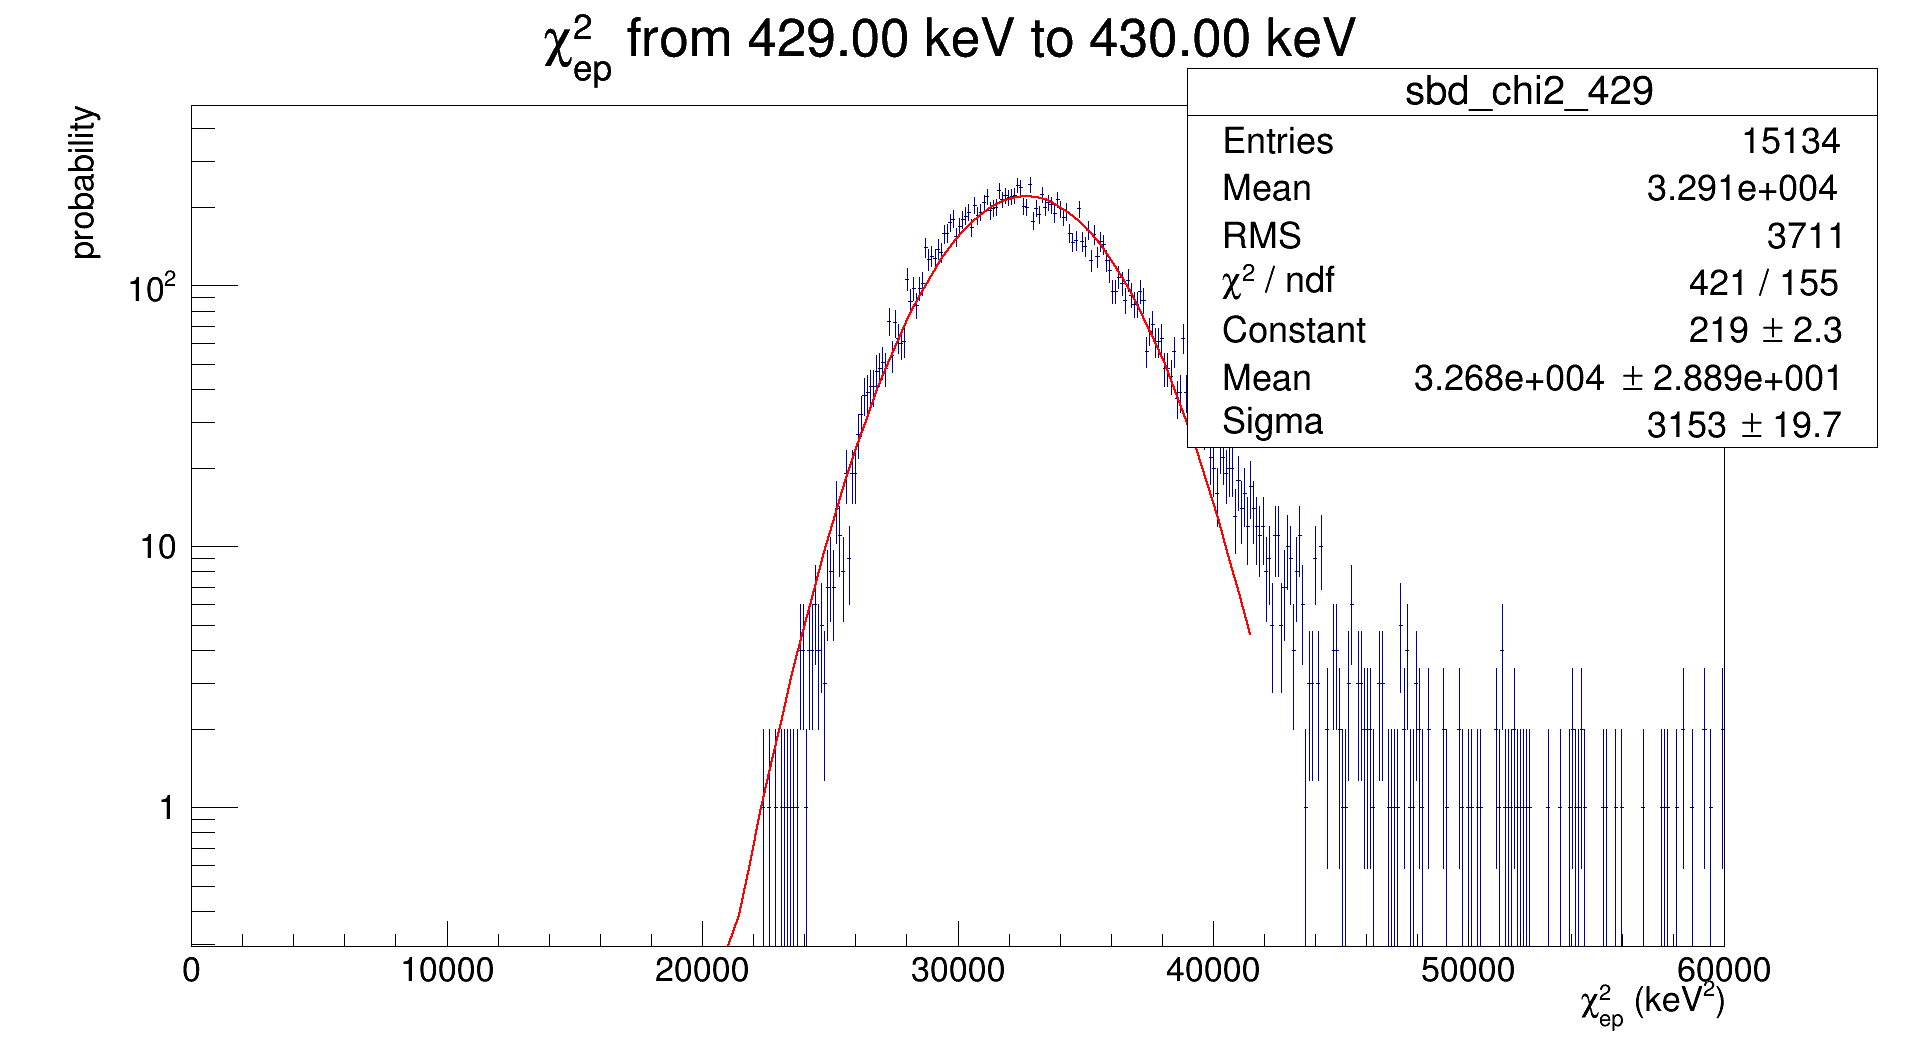 χ²ep from 429.00 keV to 430.00 keV
probability
sbd_chi2_429
Entries 15134
Mean 3.291e+004
RMS 3711
χ² / ndf 421 / 155
Constant 219 ± 2.3
Mean 3.268e+004 ± 2.889e+001
Sigma 3153 ± 19.7
10²
10
1
0 10000 20000 30000 40000 50000 60000
χ²ep (keV²)